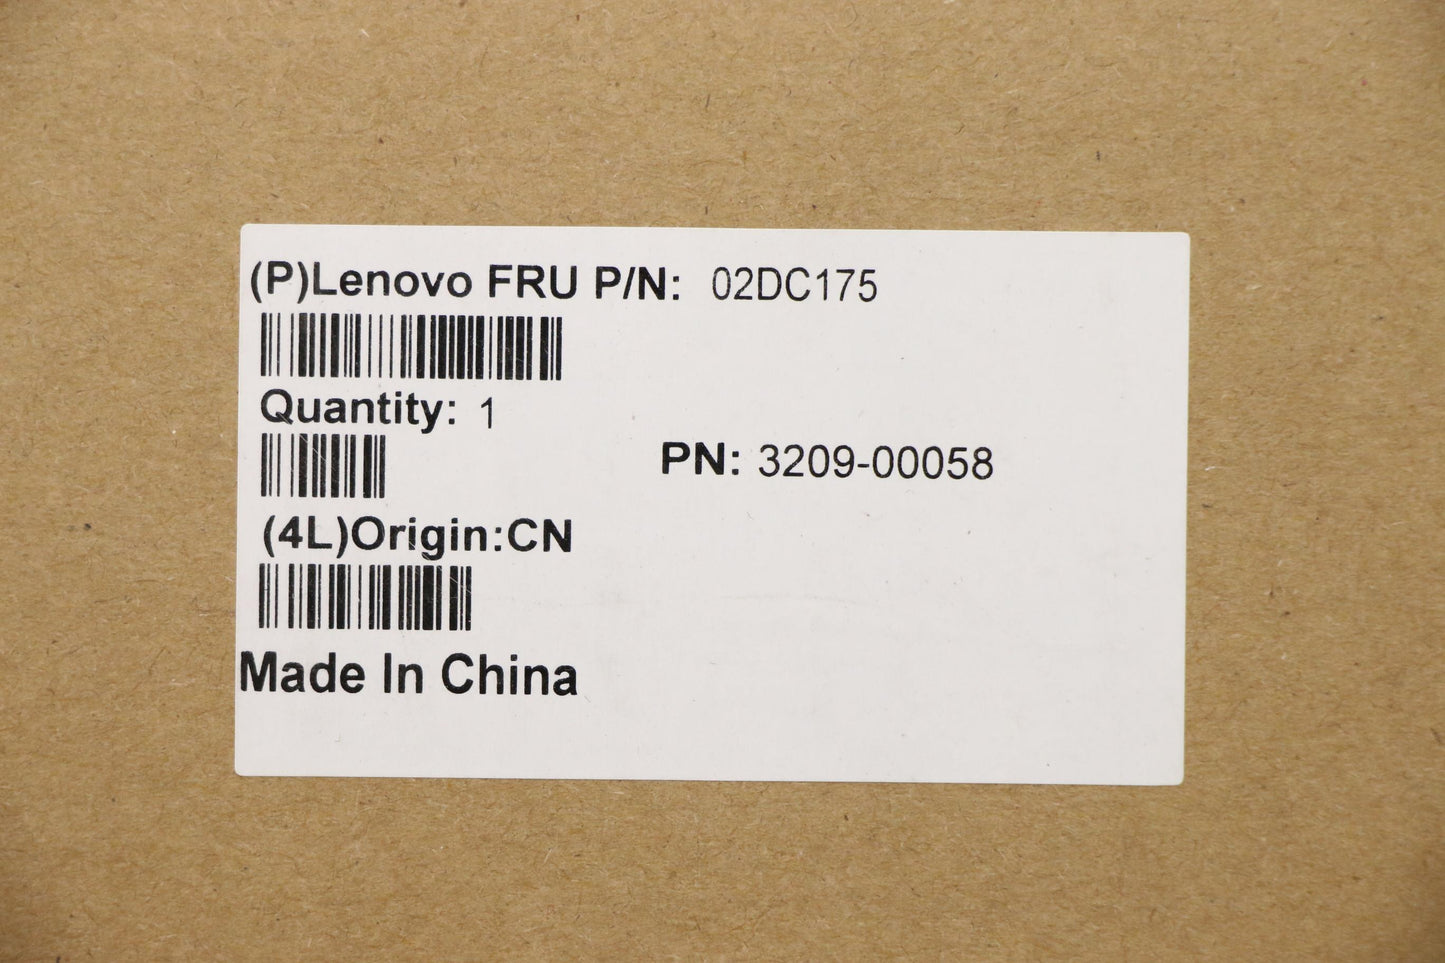 (P)Lenovo FRU P/N: 02DC175
Quantity: 1
PN: 3209-00058
(4L)Origin:CN
Made In China